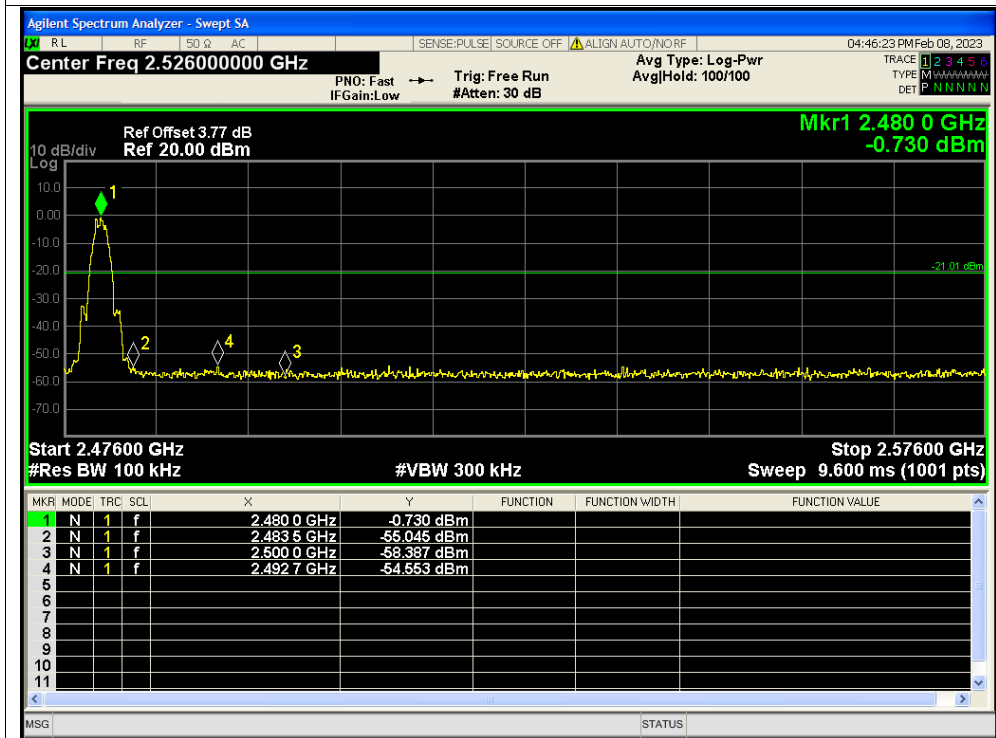 Agilent Spectrum Analyzer - Swept SA
LXI RL RF 50 Ω AC SENSE:PULSE SOURCE OFF ALIGN AUTO/NO RF 04:46:23 PM Feb 08, 2023
Center Freq 2.526000000 GHz
PNO: Fast
IFGain:Low
Trig: Free Run
#Atten: 30 dB
Avg Type: Log-Pwr
Avg|Hold: 100/100
TRACE 1 2 3 4 5 6
TYPE M
DET P N N N N N
Mkr1 2.480 0 GHz
-0.730 dBm
Ref Offset 3.77 dB
10 dB/div Ref 20.00 dBm
Log
10.0
0.00
-10.0
-20.0
-30.0
-40.0
-50.0
-60.0
-70.0
1
2
4
3
-21.01 dBm
Start 2.47600 GHz Stop 2.57600 GHz
#Res BW 100 kHz #VBW 300 kHz Sweep 9.600 ms (1001 pts)
MKR MODE TRC SCL X Y FUNCTION FUNCTION WIDTH FUNCTION VALUE
1 N 1 f 2.480 0 GHz -0.730 dBm
2 N 1 f 2.483 5 GHz -55.045 dBm
3 N 1 f 2.500 0 GHz -58.387 dBm
4 N 1 f 2.492 7 GHz -54.553 dBm
5
6
7
8
9
10
11
MSG STATUS